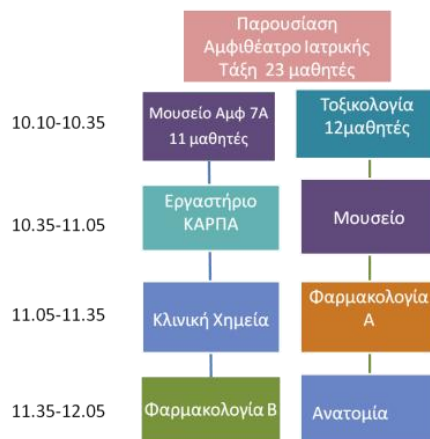 Παρουσίαση
Αμφιθέατρο Ιατρικής
Τάξη 23 μαθητές
10.10-10.35
Μουσείο Αμφ 7Α
11 μαθητές
Τοξικολογία
12μαθητές
10.35-11.05
Εργαστήριο
ΚΑΡΠΑ
Μουσείο
11.05-11.35
Κλινική Χημεία
Φαρμακολογία
Α
11.35-12.05
Φαρμακολογία Β
Ανατομία